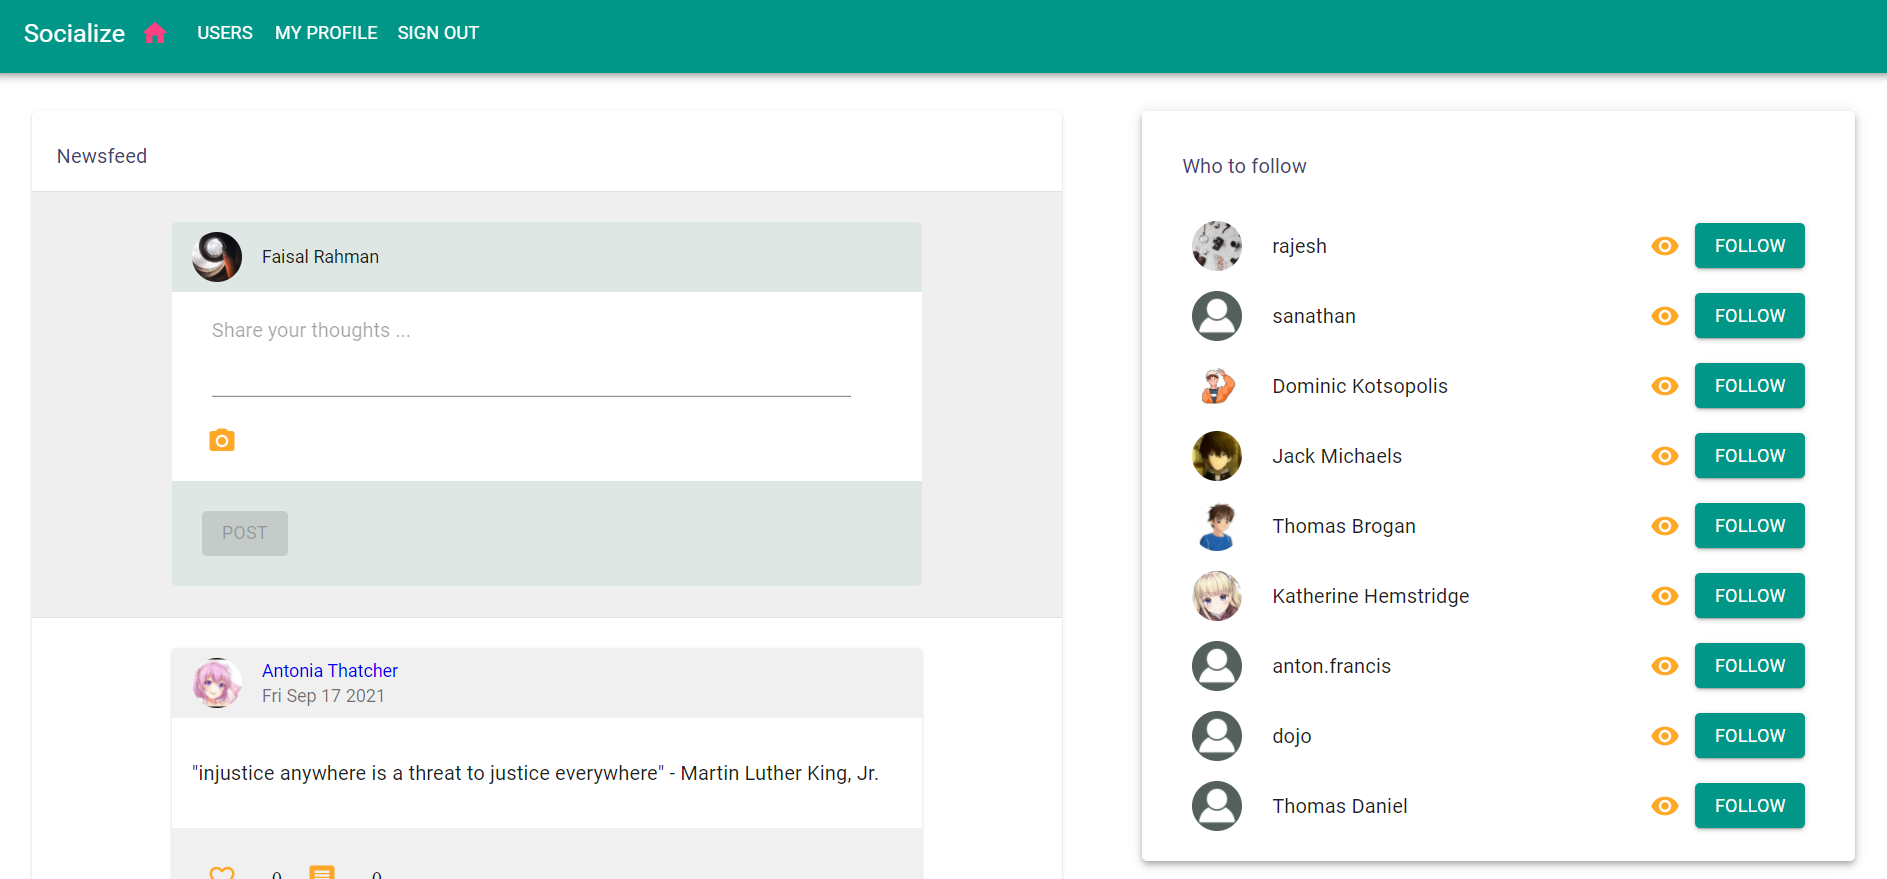 Socialize USERS MY PROFILE SIGN OUT
Newsfeed
Faisal Rahman
Share your thoughts ...
POST
Antonia Thatcher
Fri Sep 17 2021
"injustice anywhere is a threat to justice everywhere" - Martin Luther King, Jr.
0 0
Who to follow
rajesh FOLLOW
sanathan FOLLOW
Dominic Kotsopolis FOLLOW
Jack Michaels FOLLOW
Thomas Brogan FOLLOW
Katherine Hemstridge FOLLOW
anton.francis FOLLOW
dojo FOLLOW
Thomas Daniel FOLLOW